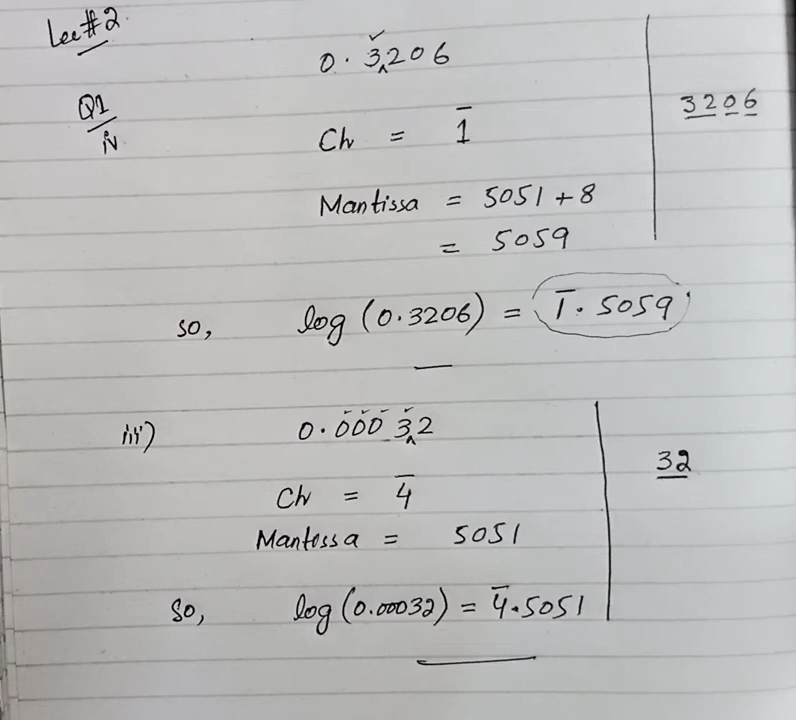 Lec#2
0.3206
Q1
iv
3206
Ch = 1̅
Mantissa = 5051 + 8
= 5059
so, log (0.3206) = 1̅.5059
iii) 0.00032
32
Ch = 4̅
Mantossa = 5051
So, log (0.00032) = 4̅.5051